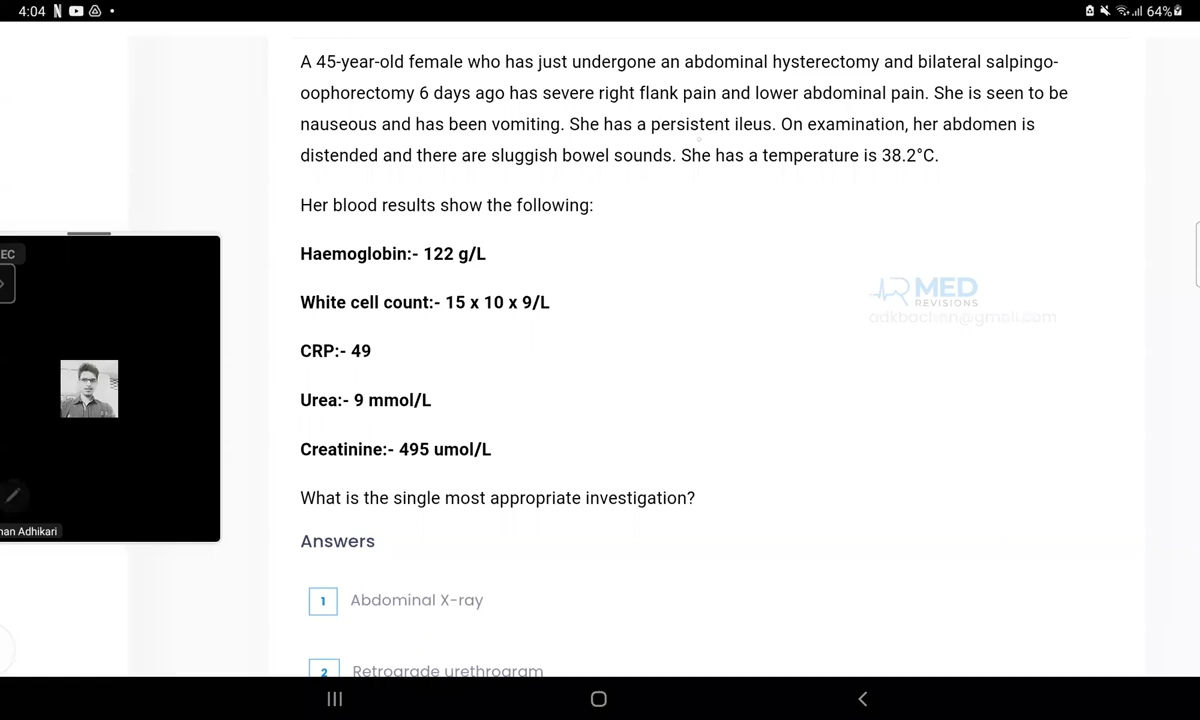 4:04
64%
A 45-year-old female who has just undergone an abdominal hysterectomy and bilateral salpingo-
oophorectomy 6 days ago has severe right flank pain and lower abdominal pain. She is seen to be
nauseous and has been vomiting. She has a persistent ileus. On examination, her abdomen is
distended and there are sluggish bowel sounds. She has a temperature is 38.2°C.
Her blood results show the following:
EC
Haemoglobin:- 122 g/L
MED
REVISIONS
White cell count:- 15 x 10 x 9/L
CRP:- 49
Urea:- 9 mmol/L
Creatinine:- 495 umol/L
What is the single most appropriate investigation?
nan Adhikari
Answers
1 Abdominal X-ray
2 Retrograde urethrogram